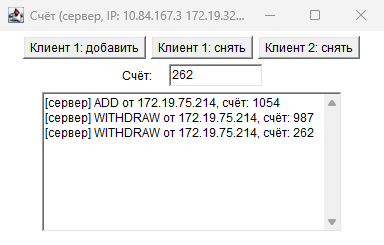 Счёт (сервер, IP: 10.84.167.3 172.19.32...
Клиент 1: добавить Клиент 1: снять Клиент 2: снять
Счёт: 262
[сервер] ADD от 172.19.75.214, счёт: 1054
[сервер] WITHDRAW от 172.19.75.214, счёт: 987
[сервер] WITHDRAW от 172.19.75.214, счёт: 262